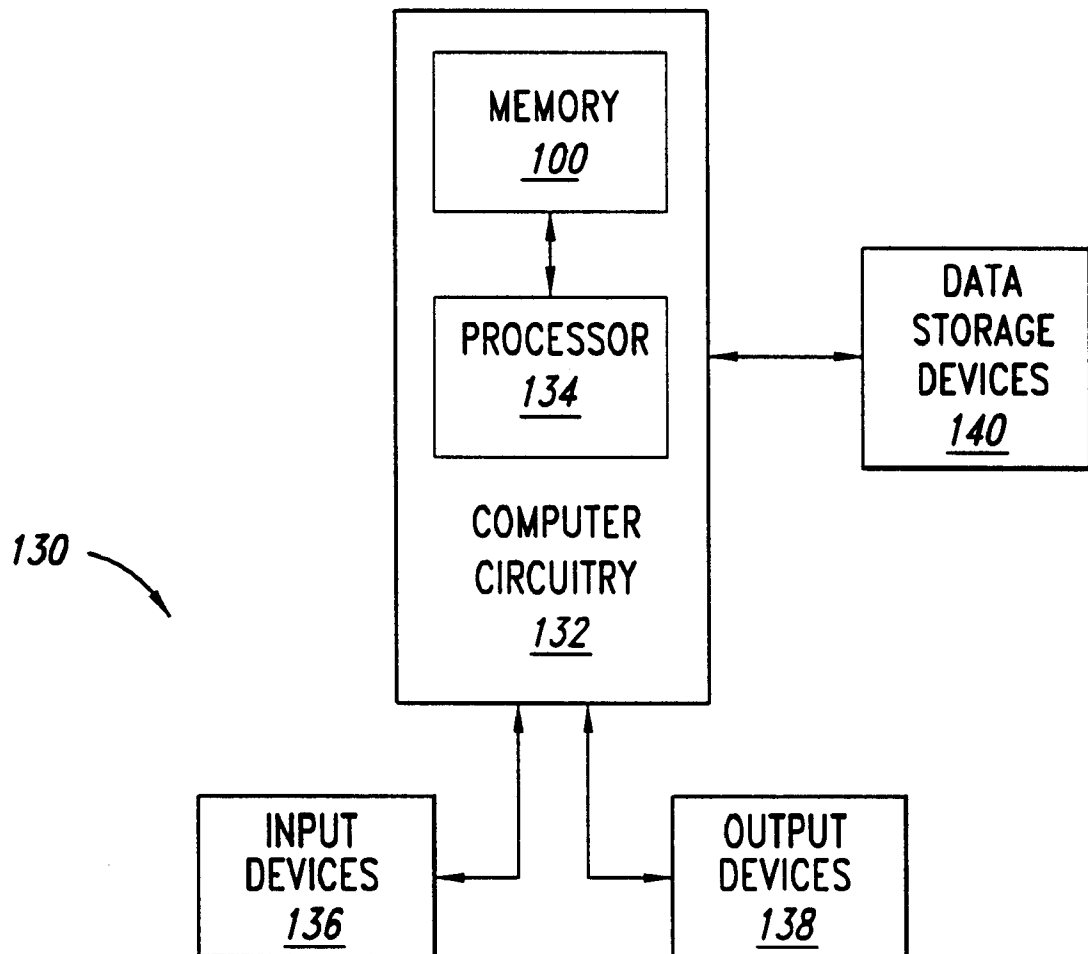 MEMORY
100
PROCESSOR
134
COMPUTER
CIRCUITRY
132
DATA
STORAGE
DEVICES
140
130
INPUT
DEVICES
136
OUTPUT
DEVICES
138